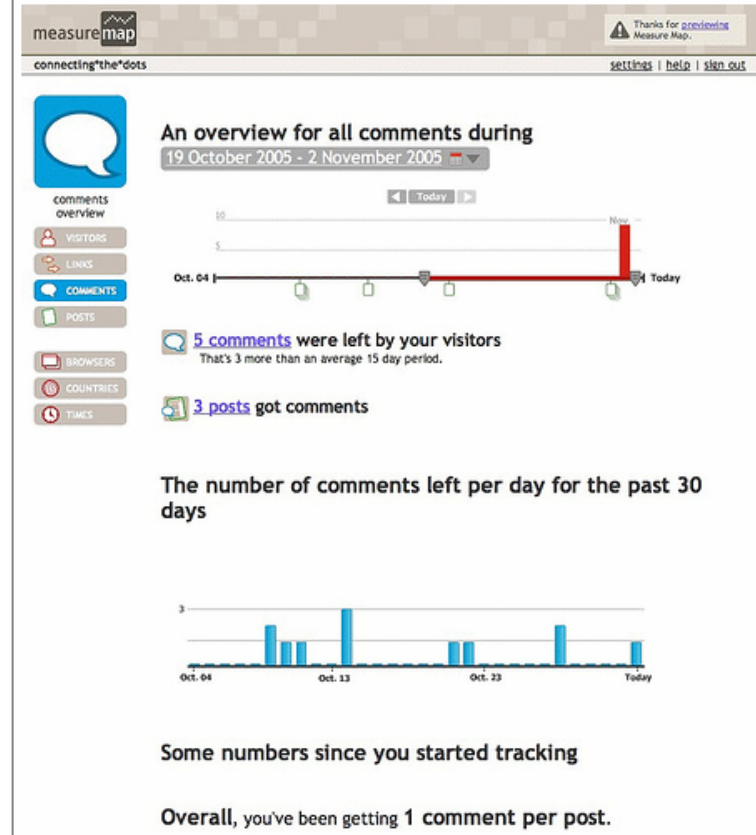 measuremap
Thanks for previewing
Measure Map.
connecting*the*dots
settings | help | sign out
An overview for all comments during
19 October 2005 - 2 November 2005
comments
overview
VISITORS
LINKS
COMMENTS
POSTS
BROWSERS
COUNTRIES
TIMES
Today
10
Nov.
5
Oct. 04
Today
5 comments were left by your visitors
That's 3 more than an average 15 day period.
3 posts got comments
The number of comments left per day for the past 30
days
3
Oct. 04
Oct. 13
Oct. 23
Today
Some numbers since you started tracking
Overall, you've been getting 1 comment per post.